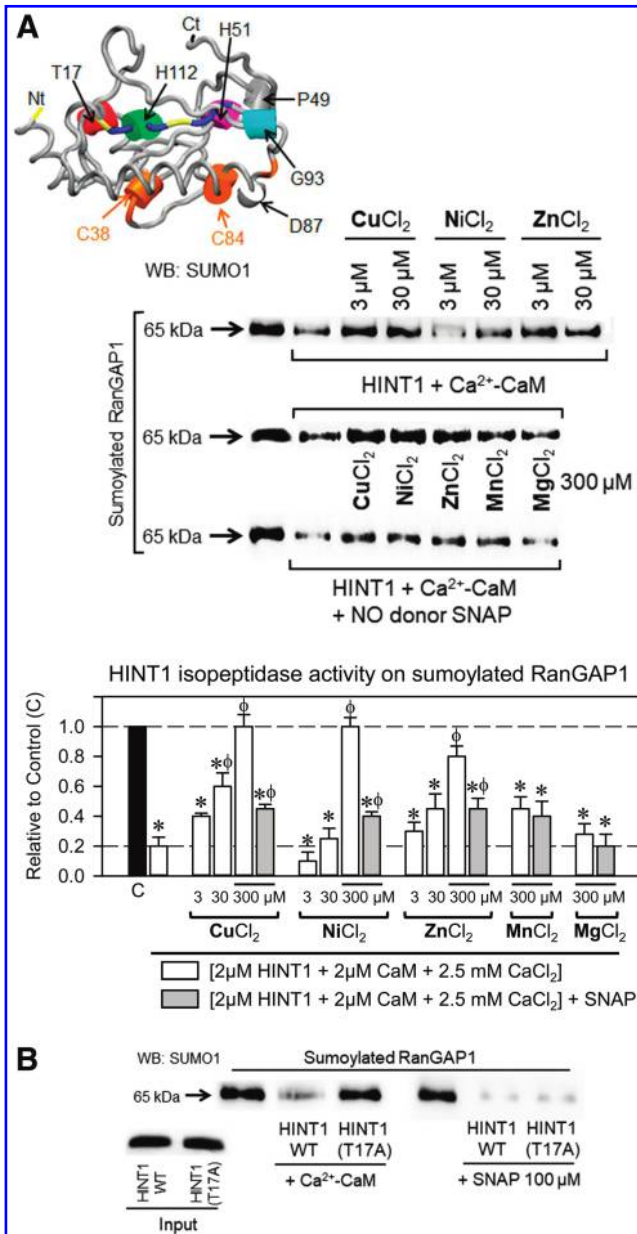 A
Ct
H51
T17
H112
Nt
P49
G93
D87
C38
C84
CuCl2 NiCl2 ZnCl2
WB: SUMO1
3 µM 30 µM 3 µM 30 µM 3 µM 30 µM
65 kDa
HINT1 + Ca2+-CaM
Sumoylated RanGAP1
65 kDa
CuCl2 NiCl2 ZnCl2 MnCl2 MgCl2 300 µM
65 kDa
HINT1 + Ca2+-CaM
+ NO donor SNAP
HINT1 isopeptidase activity on sumoylated RanGAP1
Relative to Control (C)
1.0
0.8
0.6
0.4
0.2
0.0
* * *ϕ ϕ *ϕ * * ϕ *ϕ * * ϕ *ϕ * * * *
C
3 30 300 µM 3 30 300 µM 3 30 300 µM 300 µM 300 µM
CuCl2 NiCl2 ZnCl2 MnCl2 MgCl2
[2µM HINT1 + 2µM CaM + 2.5 mM CaCl2]
[2µM HINT1 + 2µM CaM + 2.5 mM CaCl2] + SNAP
B
WB: SUMO1 Sumoylated RanGAP1
65 kDa
HINT1 WT HINT1 (T17A) HINT1 WT HINT1 (T17A)
+ Ca2+-CaM + SNAP 100 µM
HINT1 WT HINT1 (T17A)
Input